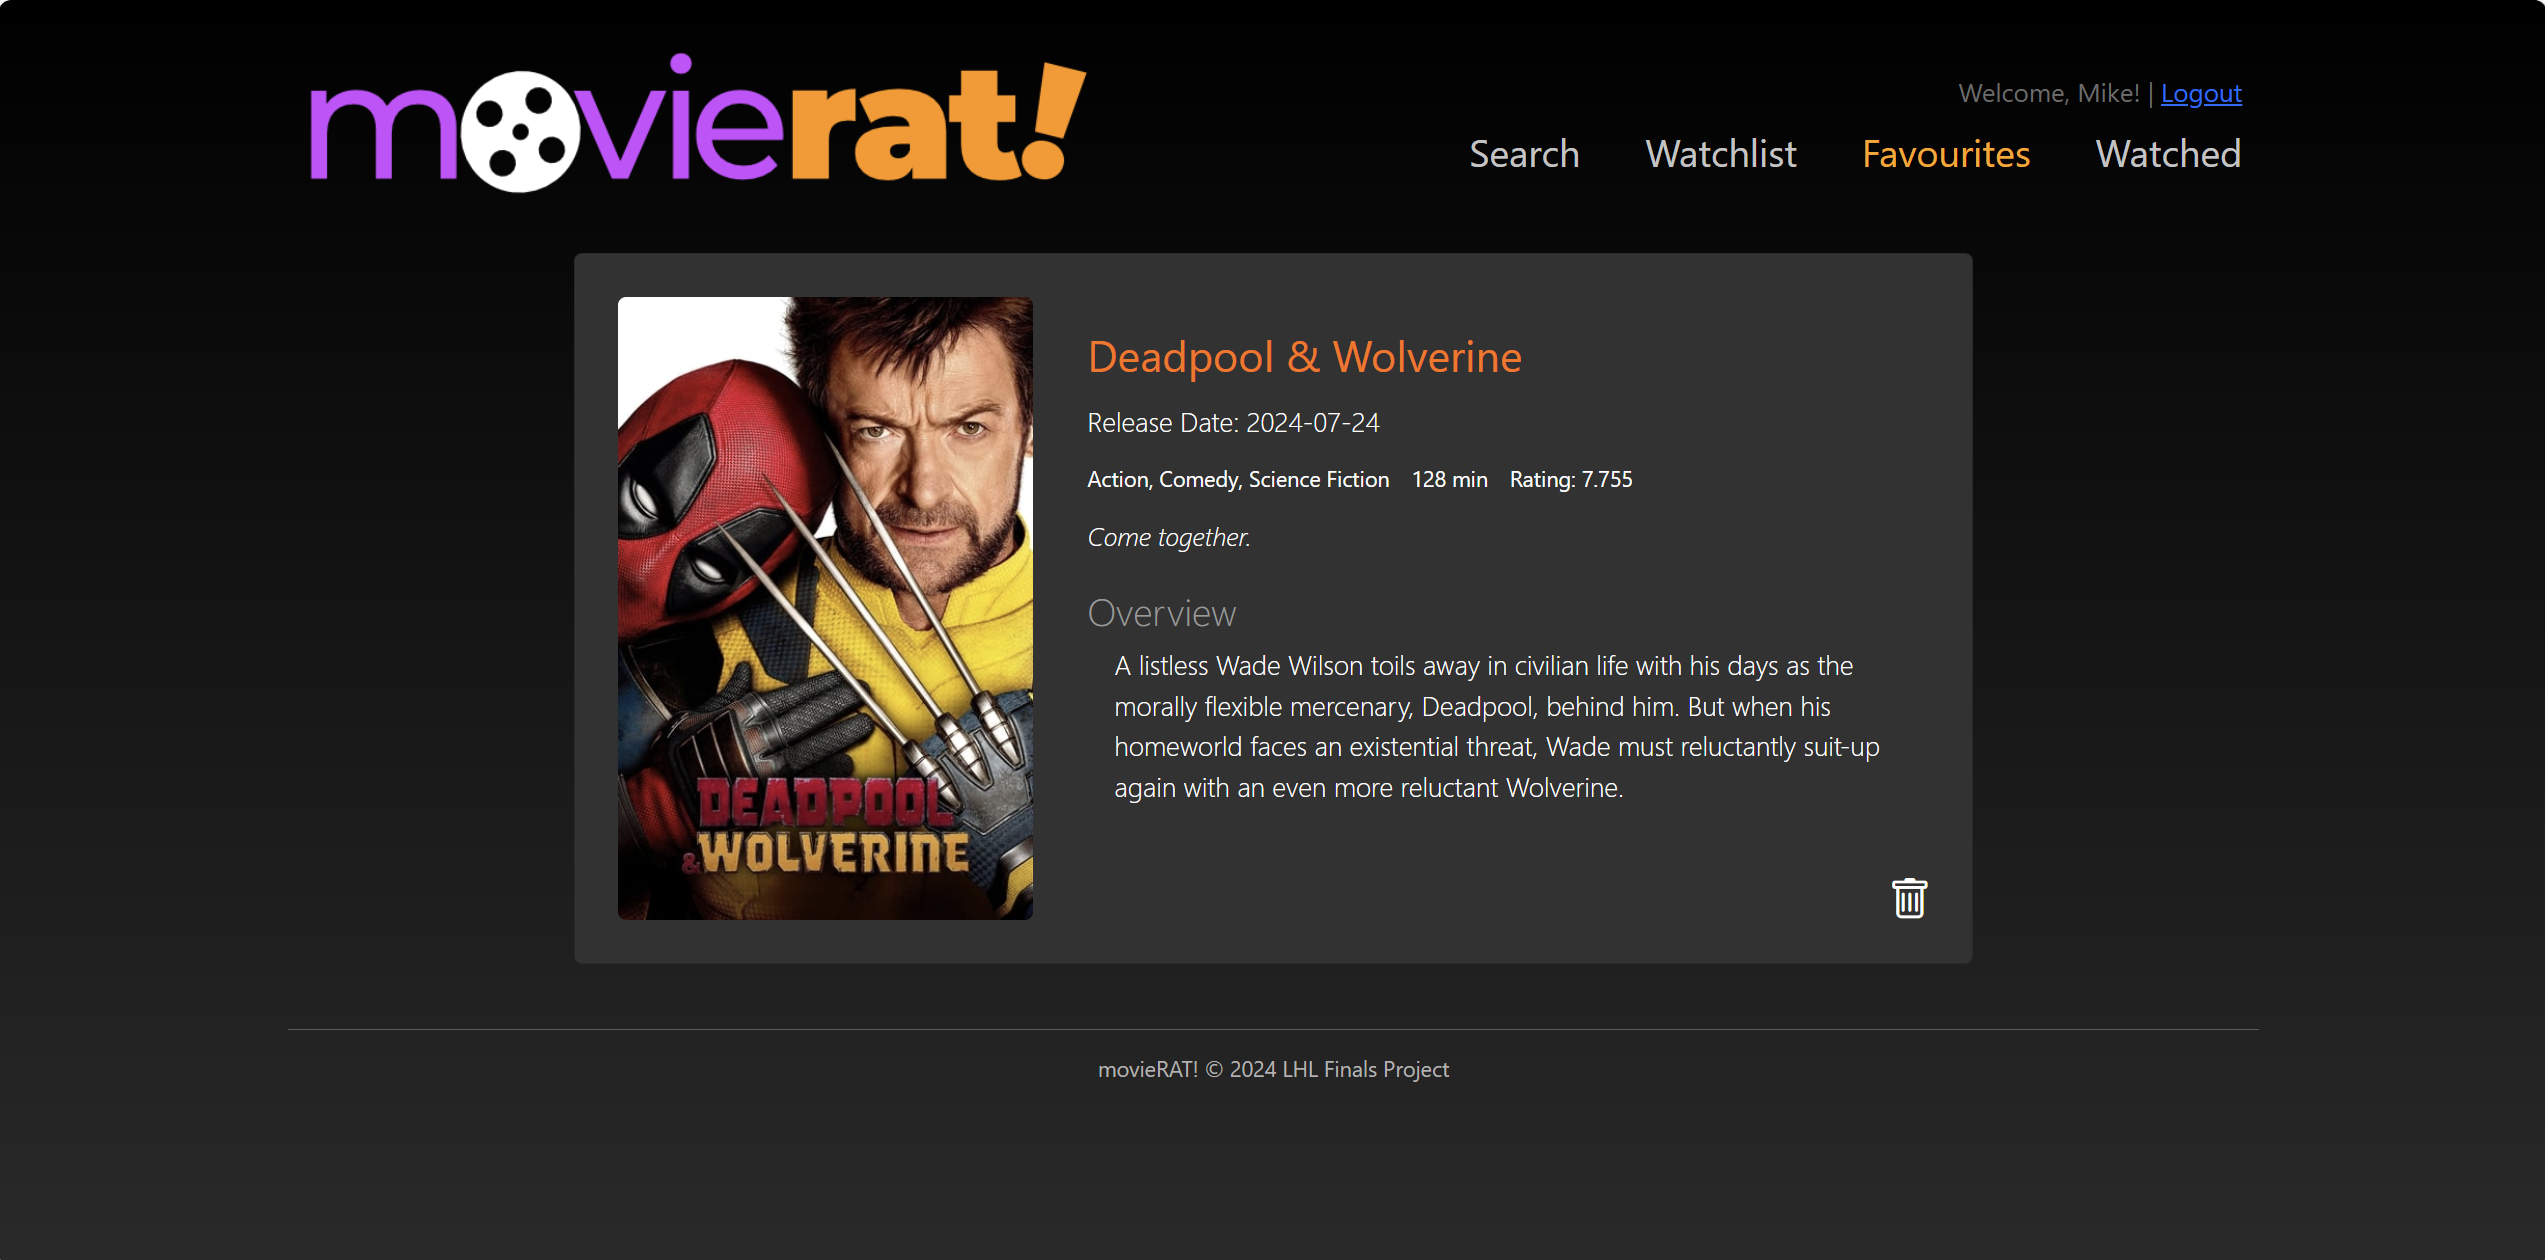 movierat!
Welcome, Mike! | Logout
Search Watchlist Favourites Watched
Deadpool & Wolverine
Release Date: 2024-07-24
Action, Comedy, Science Fiction 128 min Rating: 7.755
Come together.
Overview
A listless Wade Wilson toils away in civilian life with his days as the
morally flexible mercenary, Deadpool, behind him. But when his
homeworld faces an existential threat, Wade must reluctantly suit-up
again with an even more reluctant Wolverine.
DEADPOOL
&WOLVERINE
movieRAT! © 2024 LHL Finals Project